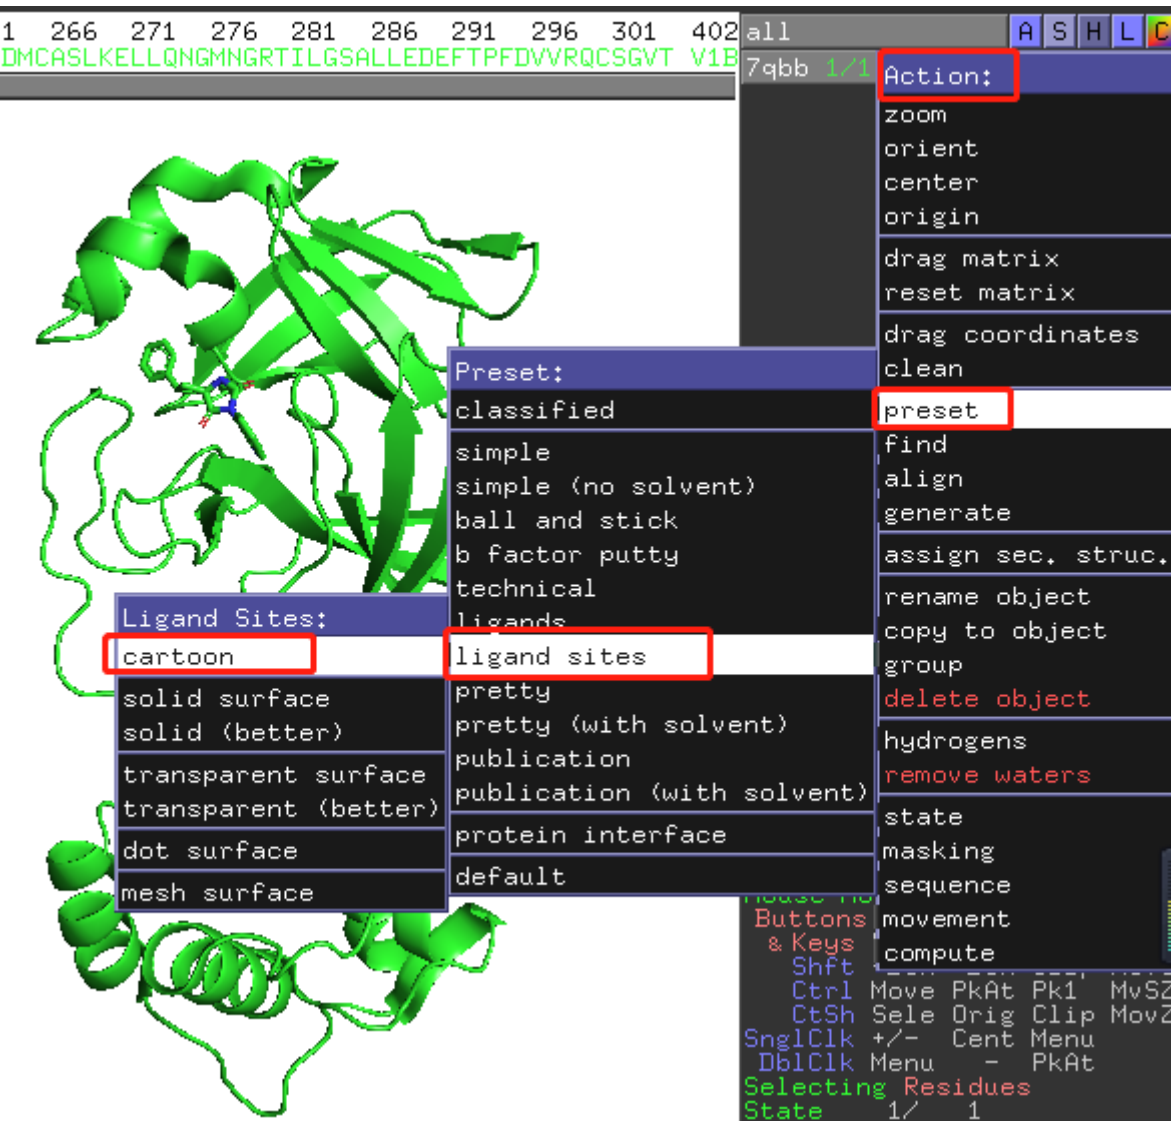 1 266 271 276 281 286 291 296 301 402
DMCASLKELLQNGMNGRTILGSALLEDEFTPFDVVRQCSGVT V1B
all
A S H L C
7qbb 1/1
Action:
zoom
orient
center
origin
drag matrix
reset matrix
drag coordinates
clean
preset
find
align
generate
assign sec. struc.
rename object
copy to object
group
delete object
hydrogens
remove waters
state
masking
sequence
movement
compute
Preset:
classified
simple
simple (no solvent)
ball and stick
b factor putty
technical
ligands
ligand sites
pretty
pretty (with solvent)
publication
publication (with solvent)
protein interface
default
Ligand Sites:
cartoon
solid surface
solid (better)
transparent surface
transparent (better)
dot surface
mesh surface
Buttons
& Keys
Shft
Ctrl Move PkAt Pk1 MvSZ
CtSh Sele Orig Clip MovZ
SnglClk +/- Cent Menu
DblClk Menu - PkAt
Selecting Residues
State 1/ 1